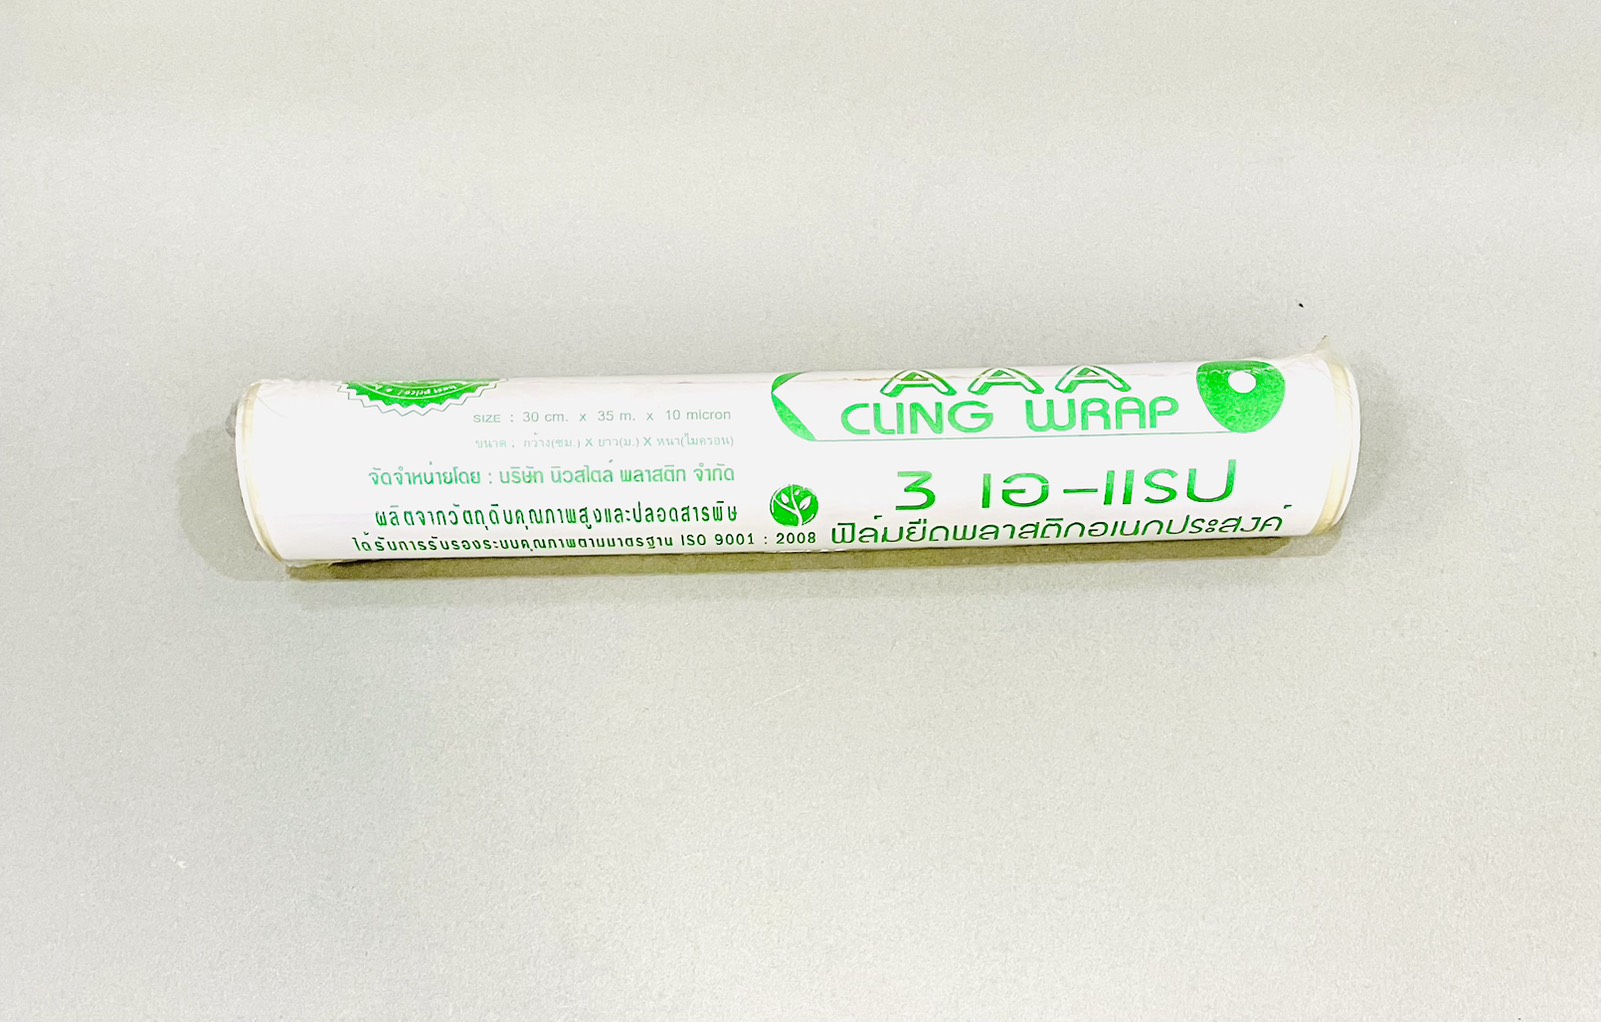 best price
SIZE : 30 cm. x 35 m. x 10 micron
ขนาด : กว้าง(ซม.) X ยาว(ม.) X หนา(ไมครอน)
จัดจำหน่ายโดย : บริษัท นิวสไตล์ พลาสติก จำกัด
ผลิตจากวัตถุดิบคุณภาพสูงและปลอดสารพิษ
ได้รับการรับรองระบบคุณภาพตามมาตรฐาน ISO 9001 : 2008
AAA
CLING WRAP
3 เอ-แรป
ฟิล์มยืดพลาสติกอเนกประสงค์